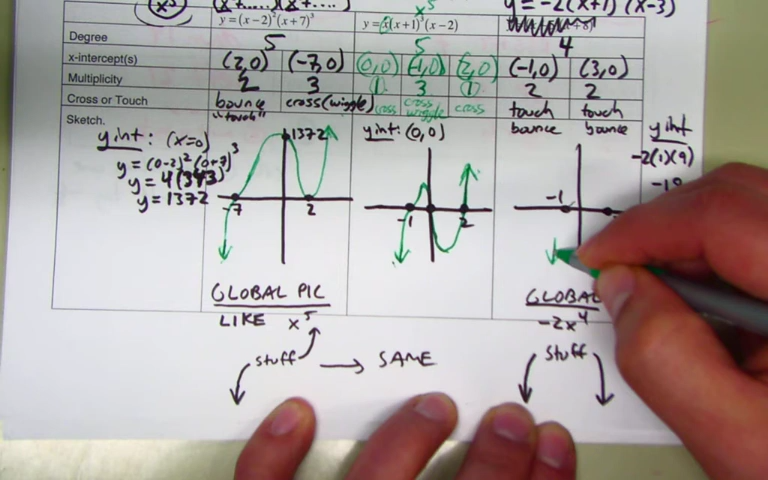 x⁵ y = -2(x+1) (x-3)
y = (x-2)²(x+7)³ y = x(x+1)³(x-2)
Degree 5 5 4
x-intercept(s) (2,0) (-7,0) (0,0) (-1,0) (2,0) (-1,0) (3,0)
Multiplicity 2 3 1 3 1 2 2
Cross or Touch bounce "touch" cross (wiggle) cross cross wiggle cross touch bounce touch bounce
Sketch.
y int: (x=0)
y = (0-2)²(0+7)³
y = 4(343)
y = 1372
1372
-7 2
y int: (0,0)
-1 2
y int
-2(1)(9)
-18
-1
GLOBAL PIC
LIKE x⁵
stuff → SAME
GLOBAL
-2x⁴
stuff